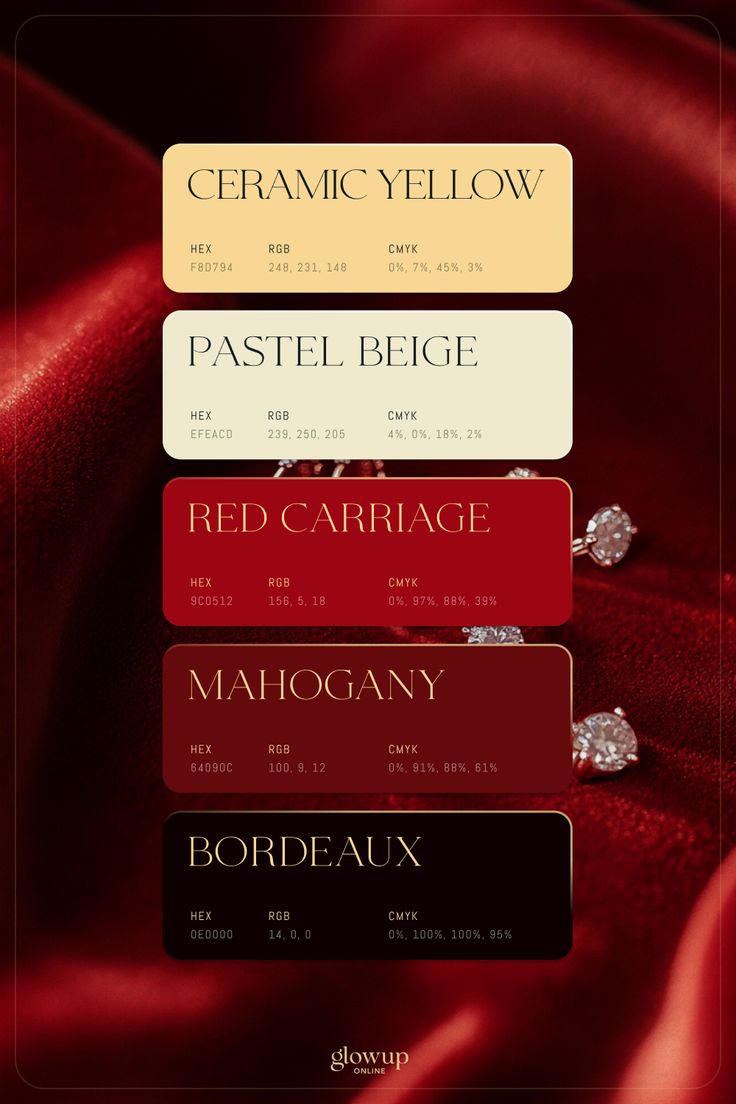 CERAMIC YELLOW
HEX RGB CMYK
F8D794 248, 231, 148 0%, 7%, 45%, 3%
PASTEL BEIGE
HEX RGB CMYK
EFEACD 239, 250, 205 4%, 0%, 18%, 2%
RED CARRIAGE
HEX RGB CMYK
9C0512 156, 5, 18 0%, 97%, 88%, 39%
MAHOGANY
HEX RGB CMYK
64090C 100, 9, 12 0%, 91%, 88%, 61%
BORDEAUX
HEX RGB CMYK
0E0000 14, 0, 0 0%, 100%, 100%, 95%
glowup
ONLINE